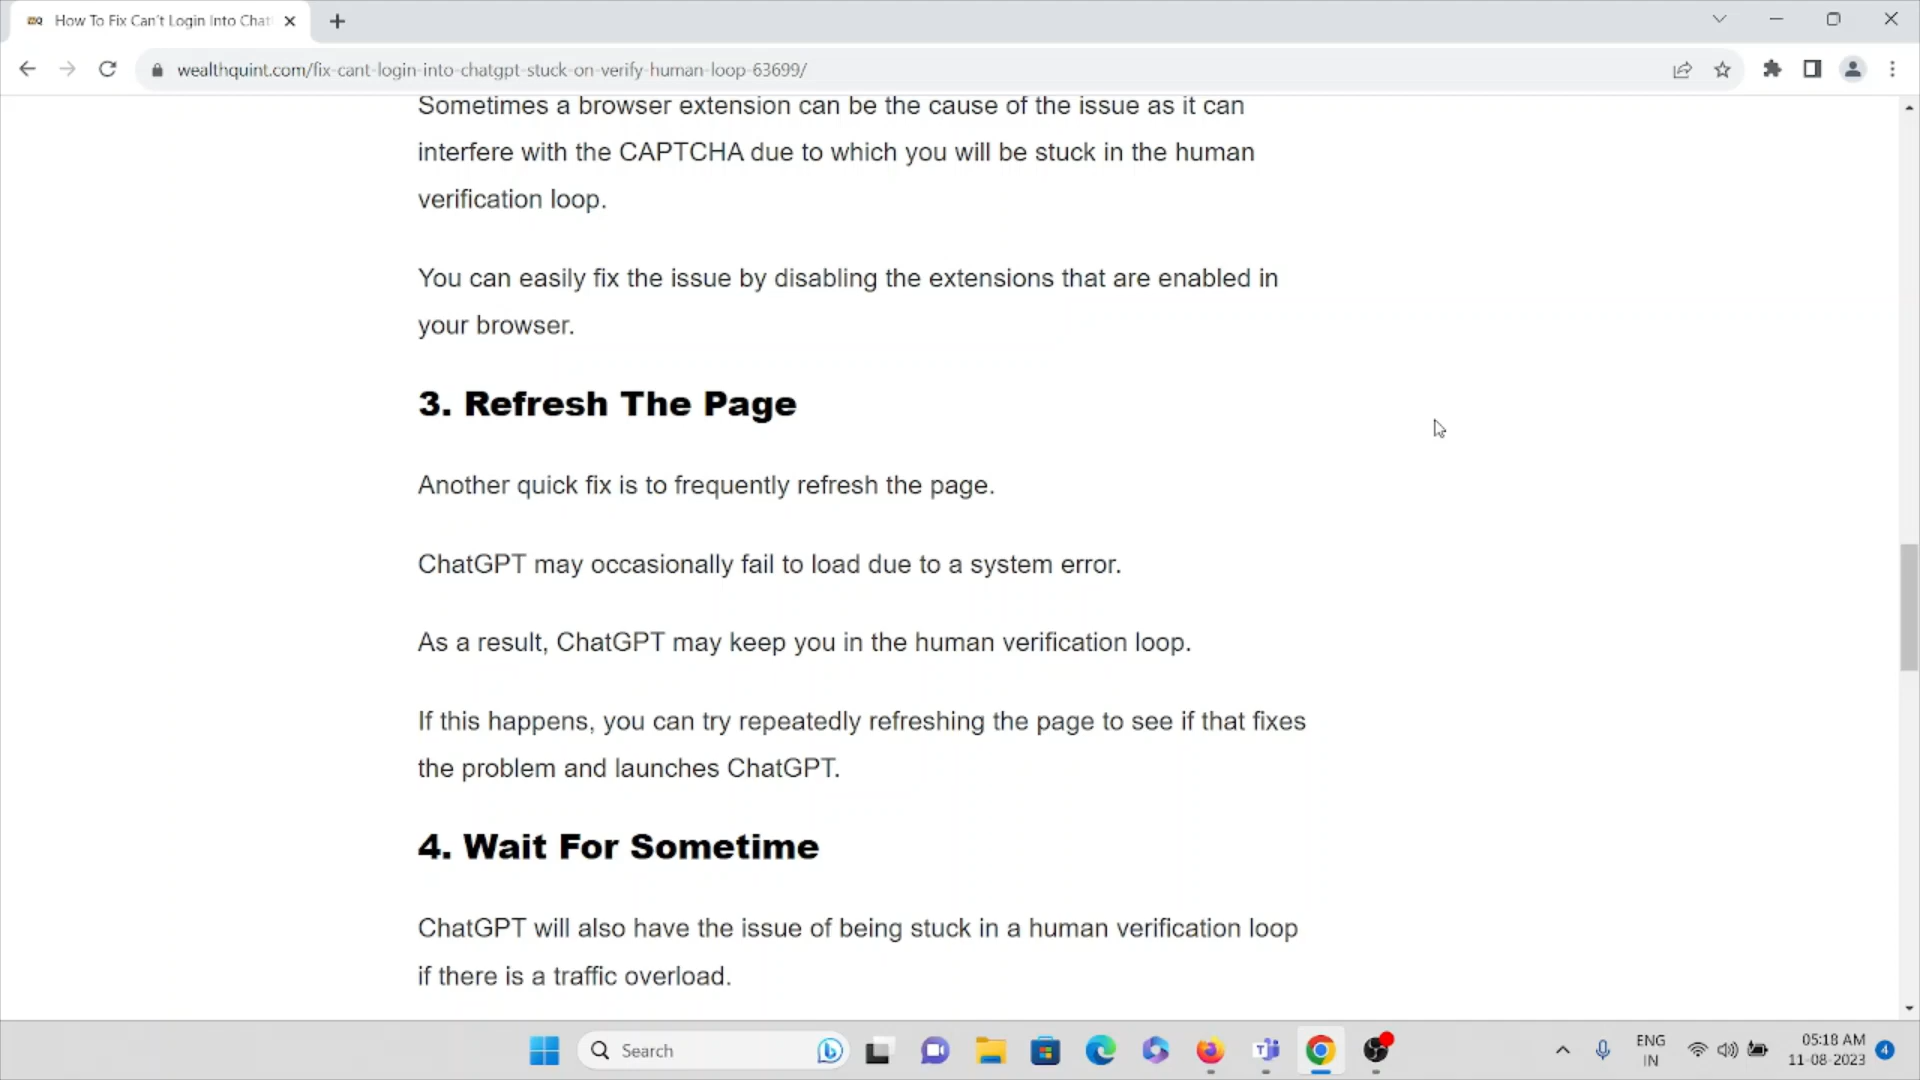 How To Fix Can't Login Into Chat
wealthquint.com/fix-cant-login-into-chatgpt-stuck-on-verify-human-loop-63699/
Sometimes a browser extension can be the cause of the issue as it can
interfere with the CAPTCHA due to which you will be stuck in the human
verification loop.
You can easily fix the issue by disabling the extensions that are enabled in
your browser.
3. Refresh The Page
Another quick fix is to frequently refresh the page.
ChatGPT may occasionally fail to load due to a system error.
As a result, ChatGPT may keep you in the human verification loop.
If this happens, you can try repeatedly refreshing the page to see if that fixes
the problem and launches ChatGPT.
4. Wait For Sometime
ChatGPT will also have the issue of being stuck in a human verification loop
if there is a traffic overload.
Search
ENG
IN
05:18 AM
11-08-2023
4